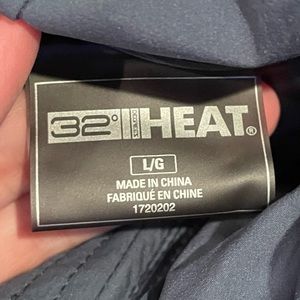 32° HEAT®
L/G
MADE IN CHINA
FABRIQUÉ EN CHINE
1720202